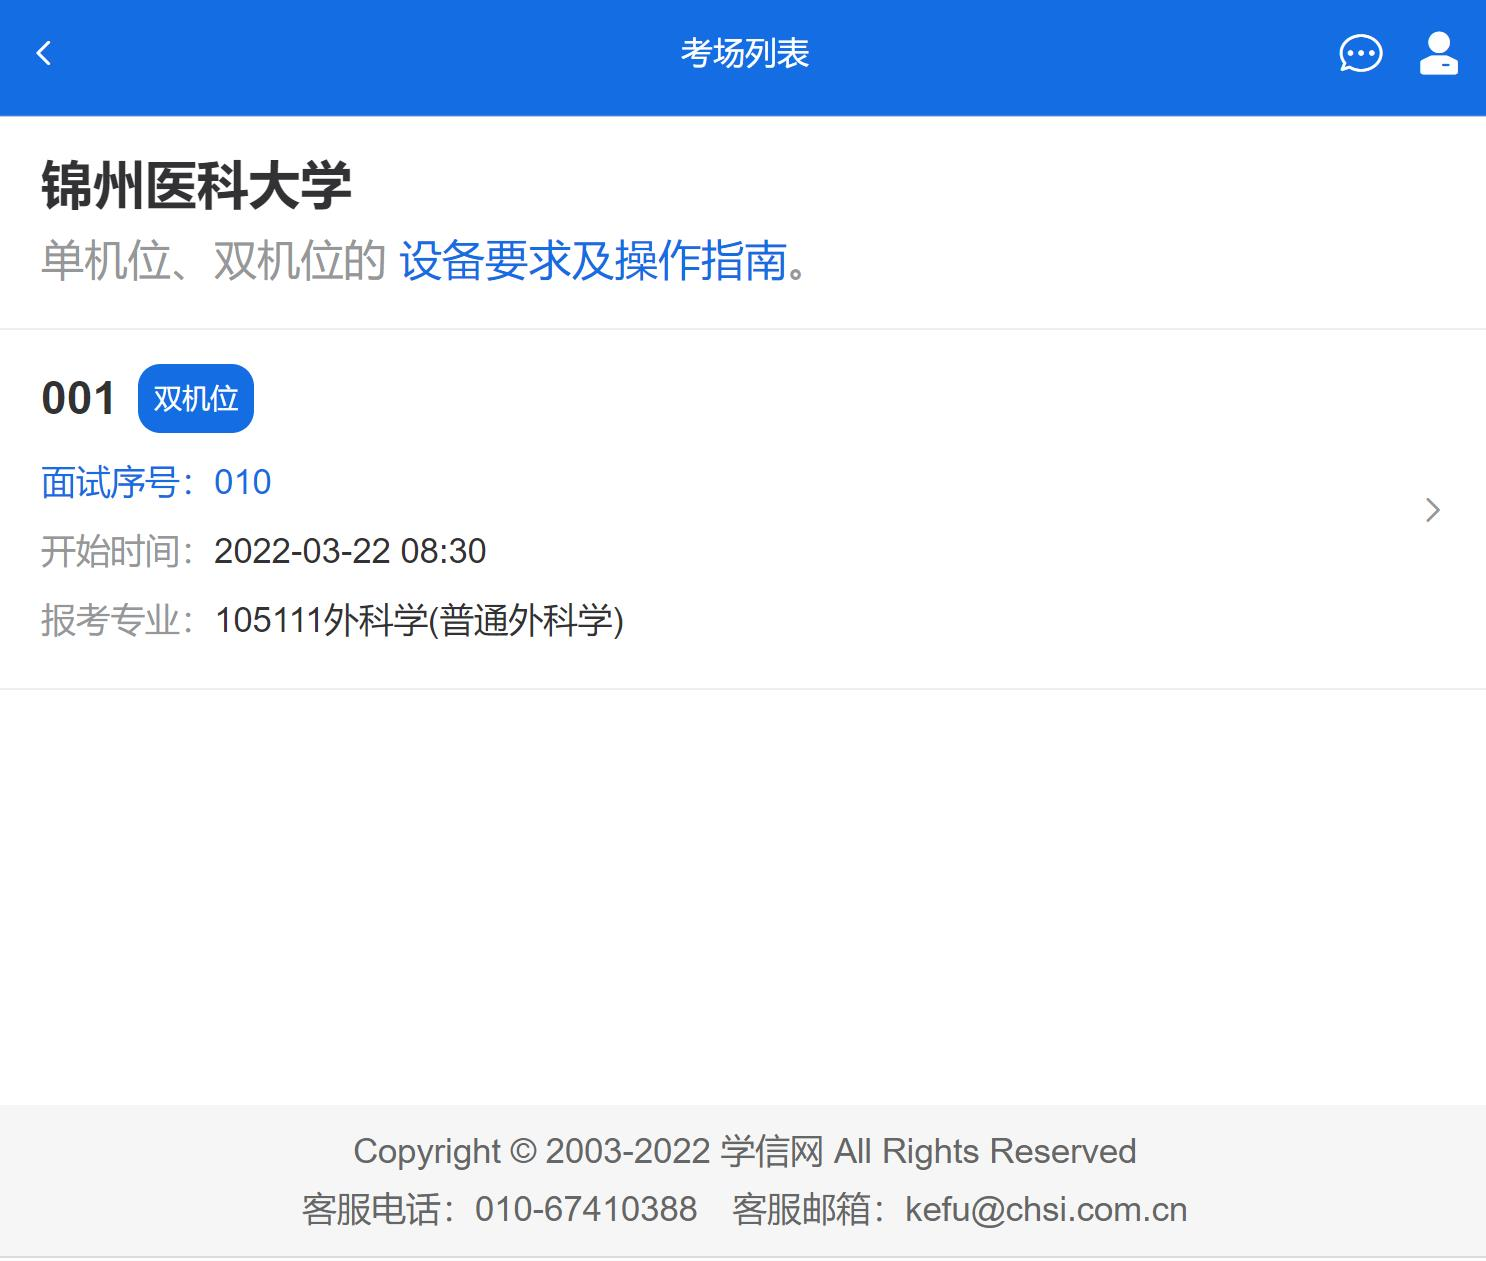 考场列表
锦州医科大学
单机位、双机位的 设备要求及操作指南。
001 双机位
面试序号：010
开始时间：2022-03-22 08:30
报考专业：105111外科学(普通外科学)
Copyright © 2003-2022 学信网 All Rights Reserved
客服电话：010-67410388 客服邮箱：kefu@chsi.com.cn